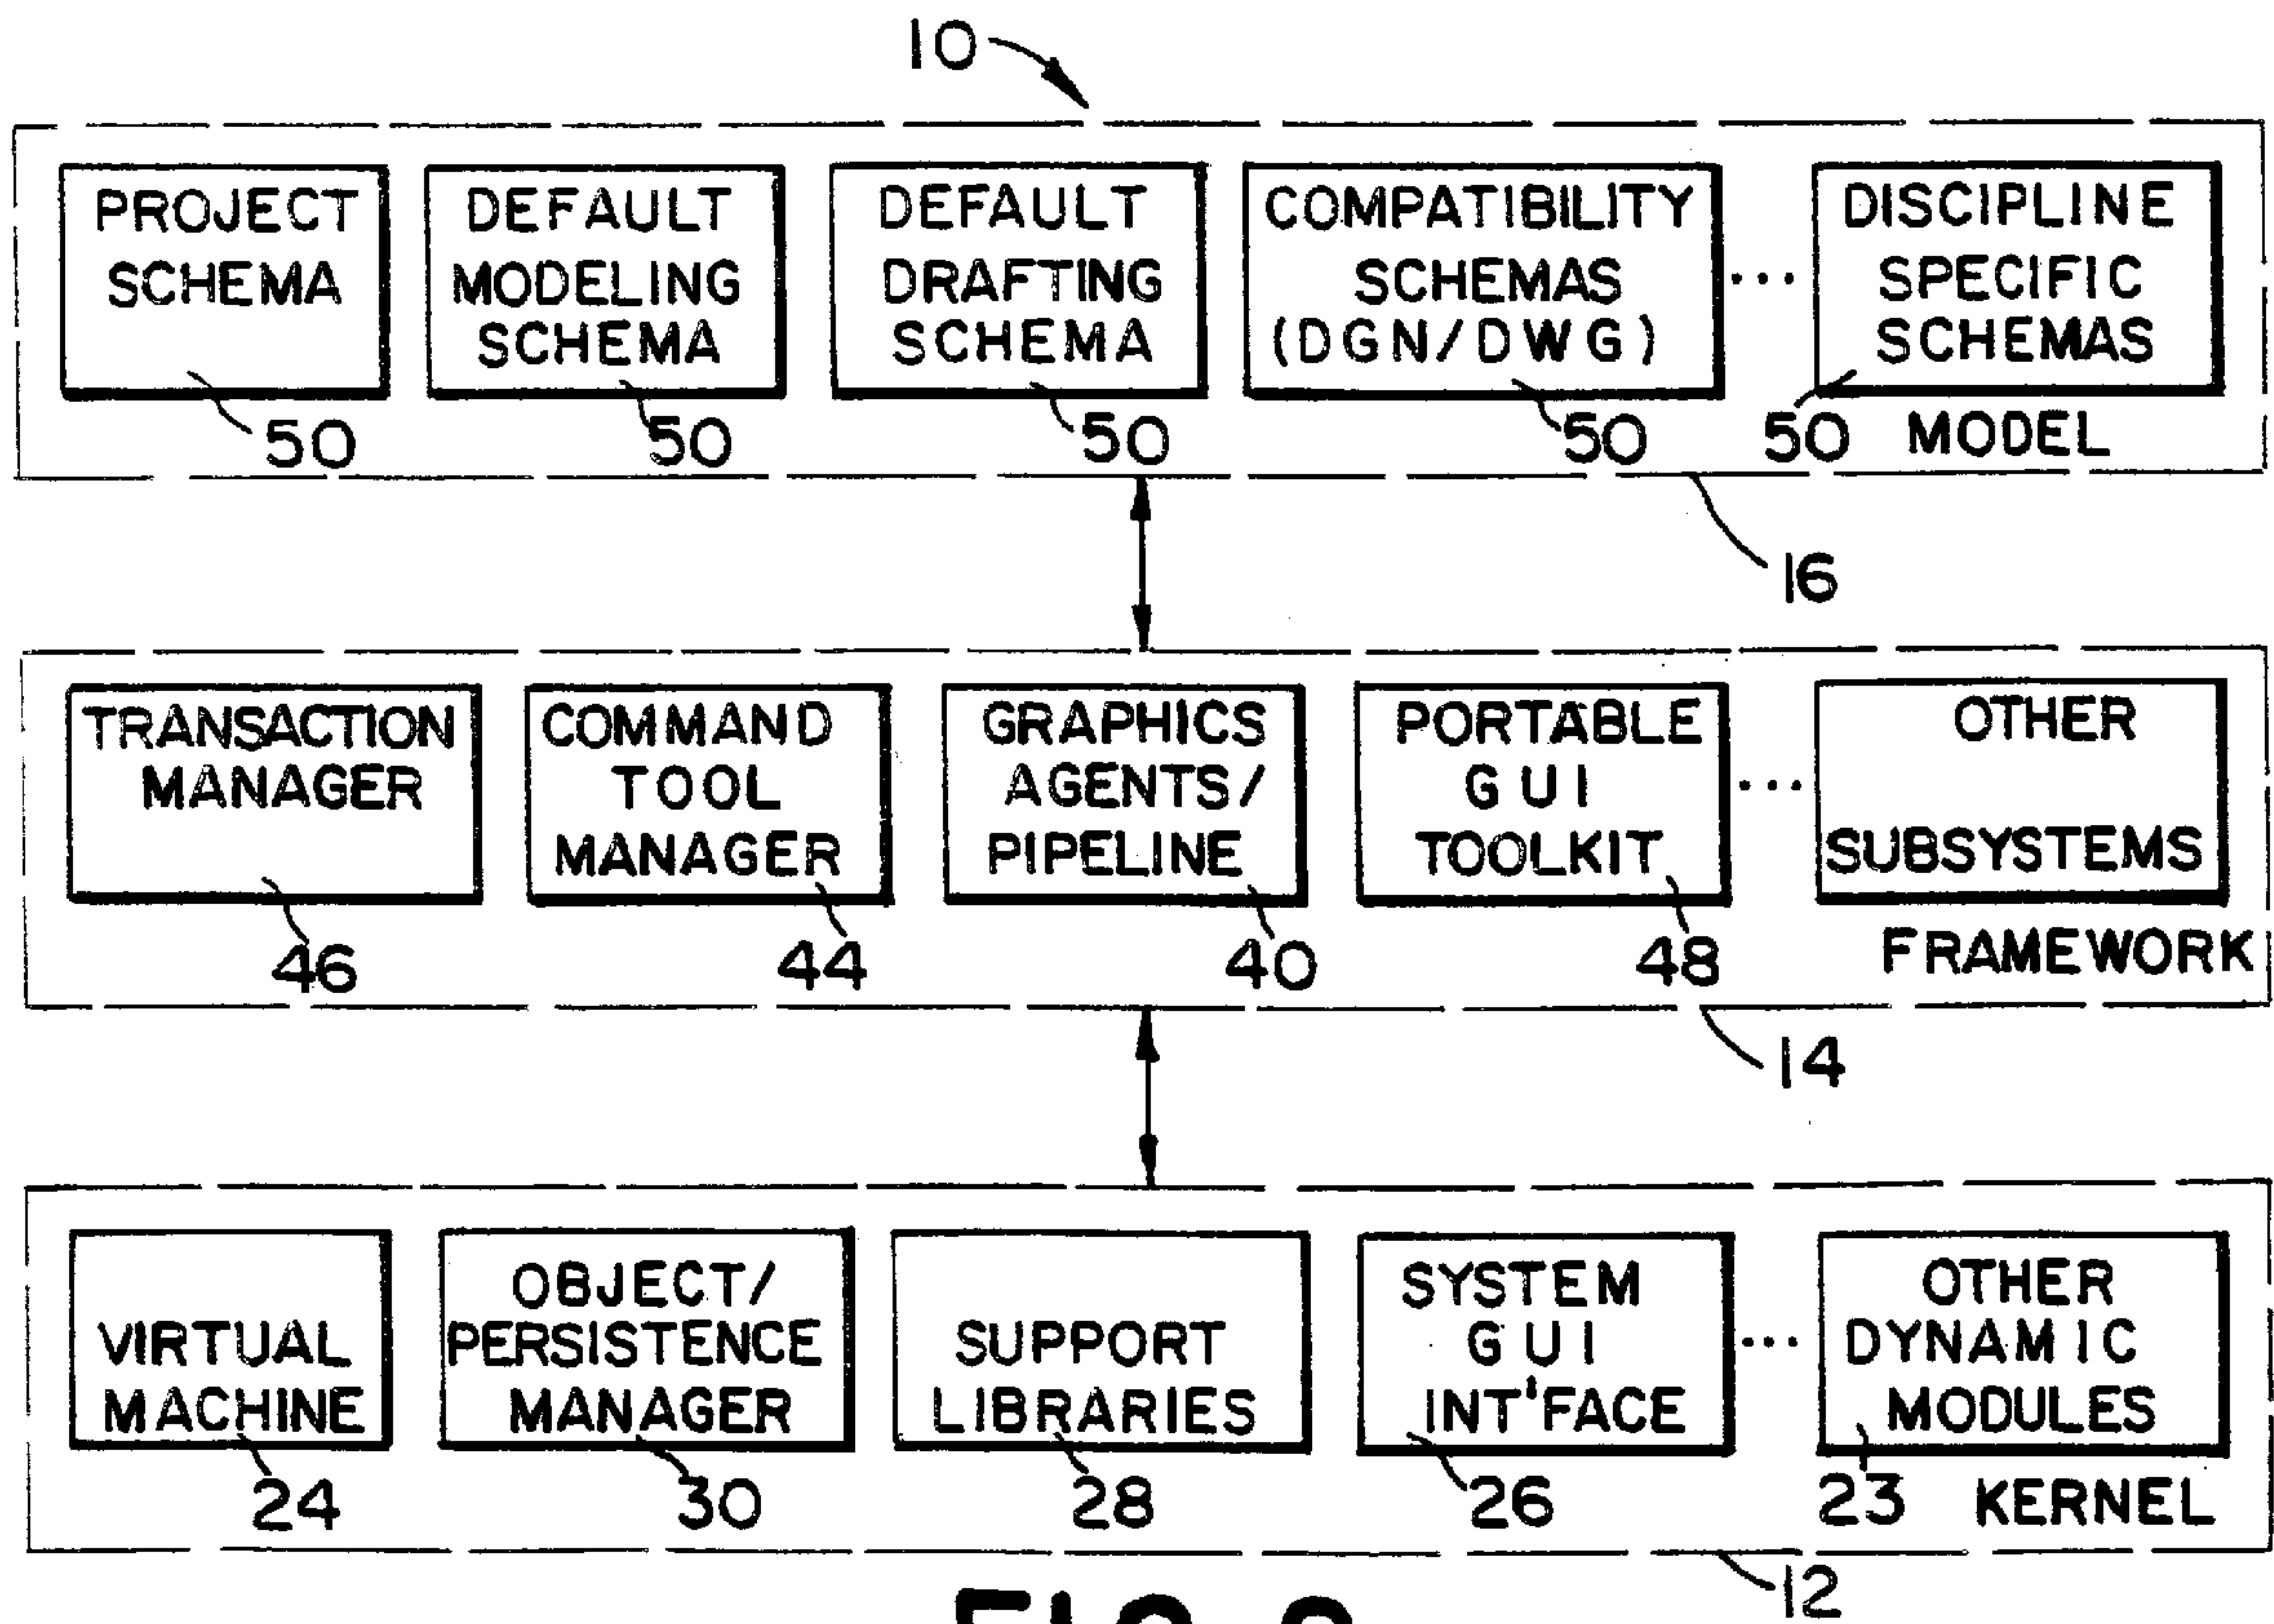 10
PROJECT
SCHEMA
50
DEFAULT
MODELING
SCHEMA
50
DEFAULT
DRAFTING
SCHEMA
50
COMPATIBILITY
SCHEMAS
(DGN/DWG)
50
...
DISCIPLINE
SPECIFIC
SCHEMAS
50
MODEL
16
TRANSACTION
MANAGER
46
COMMAND
TOOL
MANAGER
44
GRAPHICS
AGENTS/
PIPELINE
40
PORTABLE
GUI
TOOLKIT
48
...
OTHER
SUBSYSTEMS
FRAMEWORK
14
VIRTUAL
MACHINE
24
OBJECT/
PERSISTENCE
MANAGER
30
SUPPORT
LIBRARIES
28
SYSTEM
GUI
INT'FACE
26
...
OTHER
DYNAMIC
MODULES
23
KERNEL
12